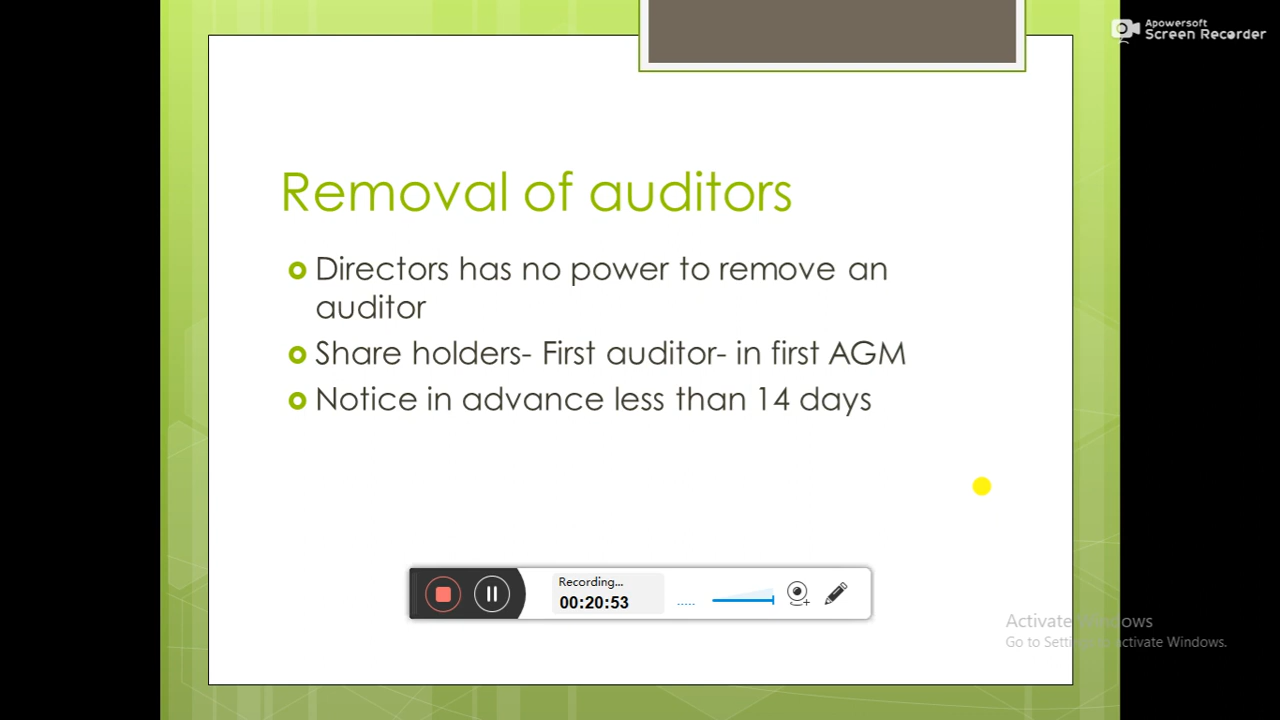 Apowersoft
Screen Recorder
Removal of auditors
Directors has no power to remove an
auditor
Share holders- First auditor- in first AGM
Notice in advance less than 14 days
Recording...
00:20:53
Activate Windows
Go to Settings to activate Windows.